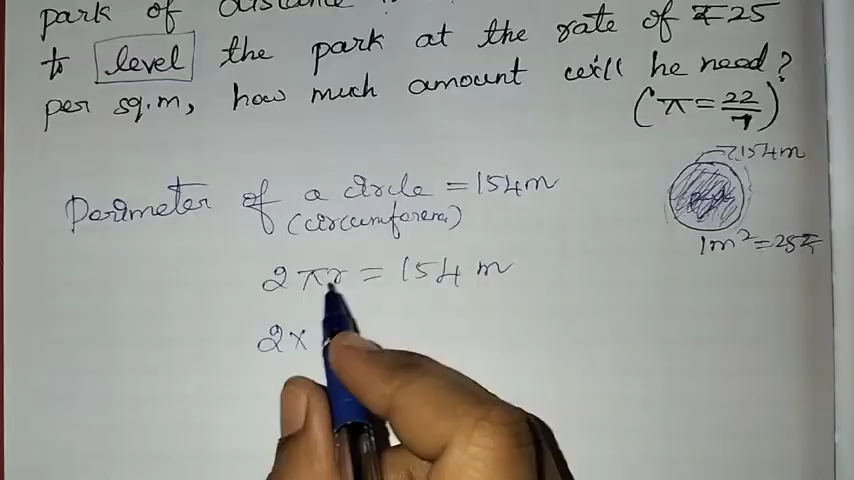 park of distance
to level the park at the rate of ₹25
per sq.m, how much amount will he need?
(π = 22/7)
154m
Perimeter of a circle = 154m
(circumference)
1m² = 25₹
2πr = 154 m
2×